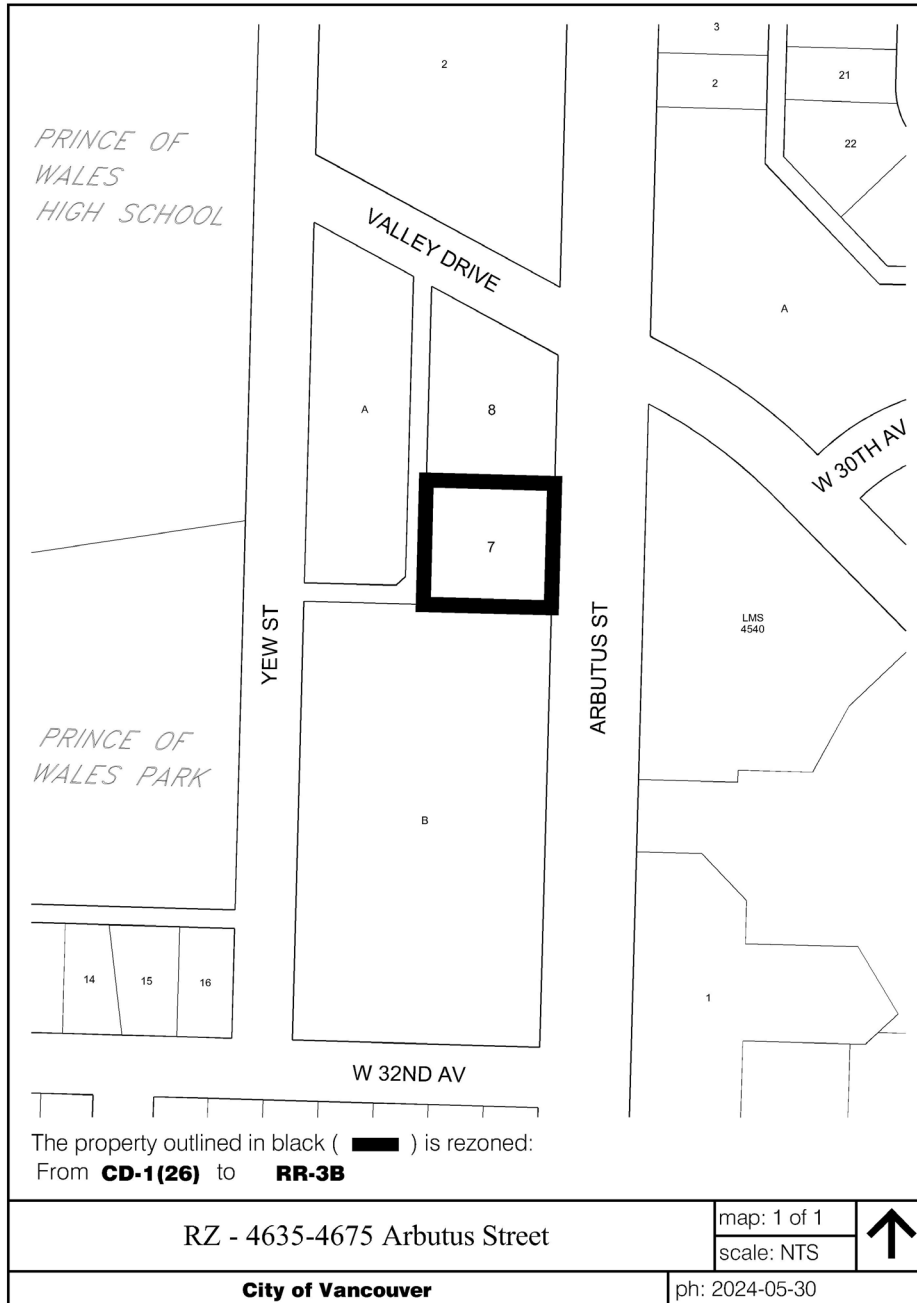 3
2
21
2
22
PRINCE OF
WALES
HIGH SCHOOL
VALLEY DRIVE
A
A
8
W 30TH AV
7
YEW ST
ARBUTUS ST
LMS
4540
PRINCE OF
WALES PARK
B
14
15
16
1
W 32ND AV
The property outlined in black ( ) is rezoned:
From CD-1(26) to RR-3B
RZ - 4635-4675 Arbutus Street
map: 1 of 1
scale: NTS
City of Vancouver
ph: 2024-05-30